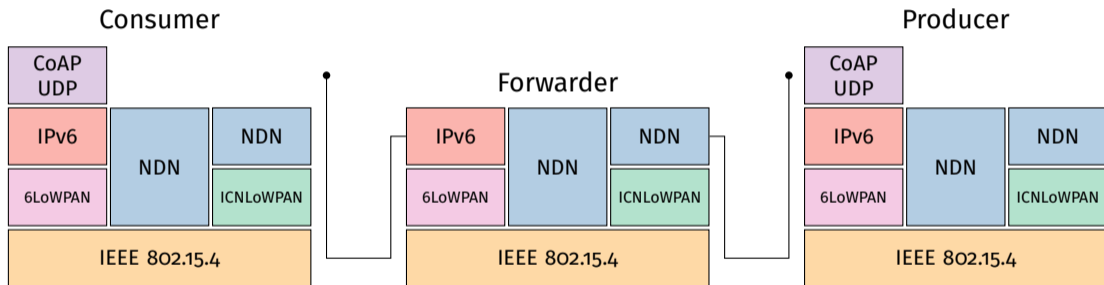 Consumer
CoAP
UDP
IPv6
NDN
NDN
6LoWPAN
ICNLoWPAN
IEEE 802.15.4
Forwarder
IPv6
NDN
NDN
6LoWPAN
ICNLoWPAN
IEEE 802.15.4
Producer
CoAP
UDP
IPv6
NDN
NDN
6LoWPAN
ICNLoWPAN
IEEE 802.15.4